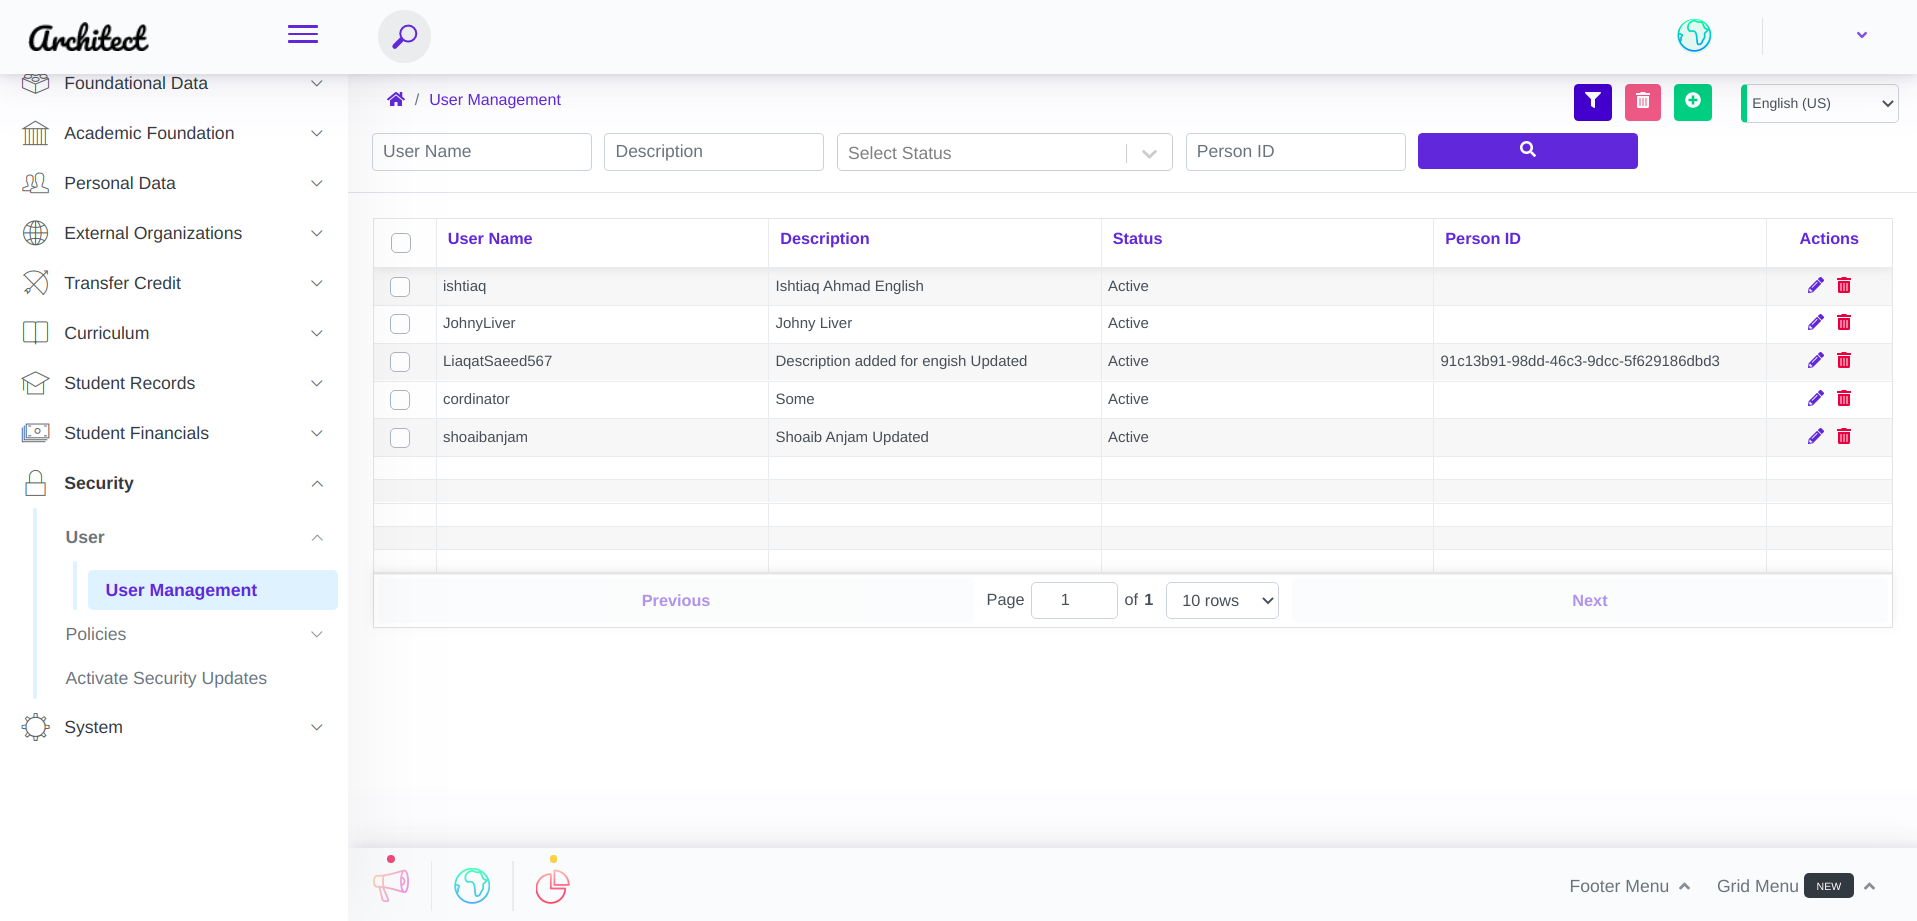 Architect
Foundational Data
Academic Foundation
Personal Data
External Organizations
Transfer Credit
Curriculum
Student Records
Student Financials
Security
User
User Management
Policies
Activate Security Updates
System
/ User Management
English (US)
User Name Description Select Status Person ID
User Name Description Status Person ID Actions
ishtiaq Ishtiaq Ahmad English Active
JohnyLiver Johny Liver Active
LiaqatSaeed567 Description added for engish Updated Active 91c13b91-98dd-46c3-9dcc-5f629186dbd3
cordinator Some Active
shoaibanjam Shoaib Anjam Updated Active
Previous Page 1 of 1 10 rows Next
Footer Menu Grid Menu NEW